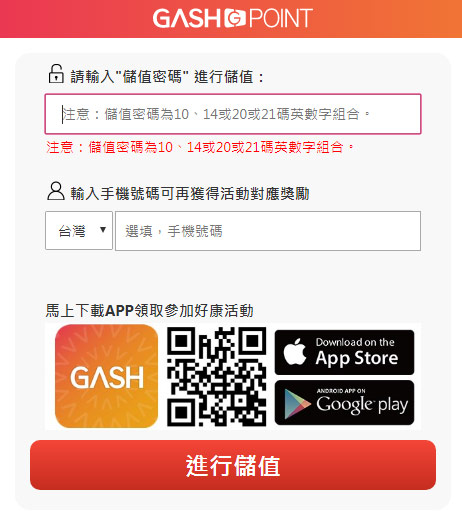 GASH G POINT
請輸入"儲值密碼" 進行儲值：
注意：儲值密碼為10、14或20或21碼英數字組合。
注意：儲值密碼為10、14或20或21碼英數字組合。
輸入手機號碼可再獲得活動對應獎勵
台灣 ▼ 選填，手機號碼
馬上下載APP領取參加好康活動
GASH
Download on the
App Store
ANDROID APP ON
Google play
進行儲值